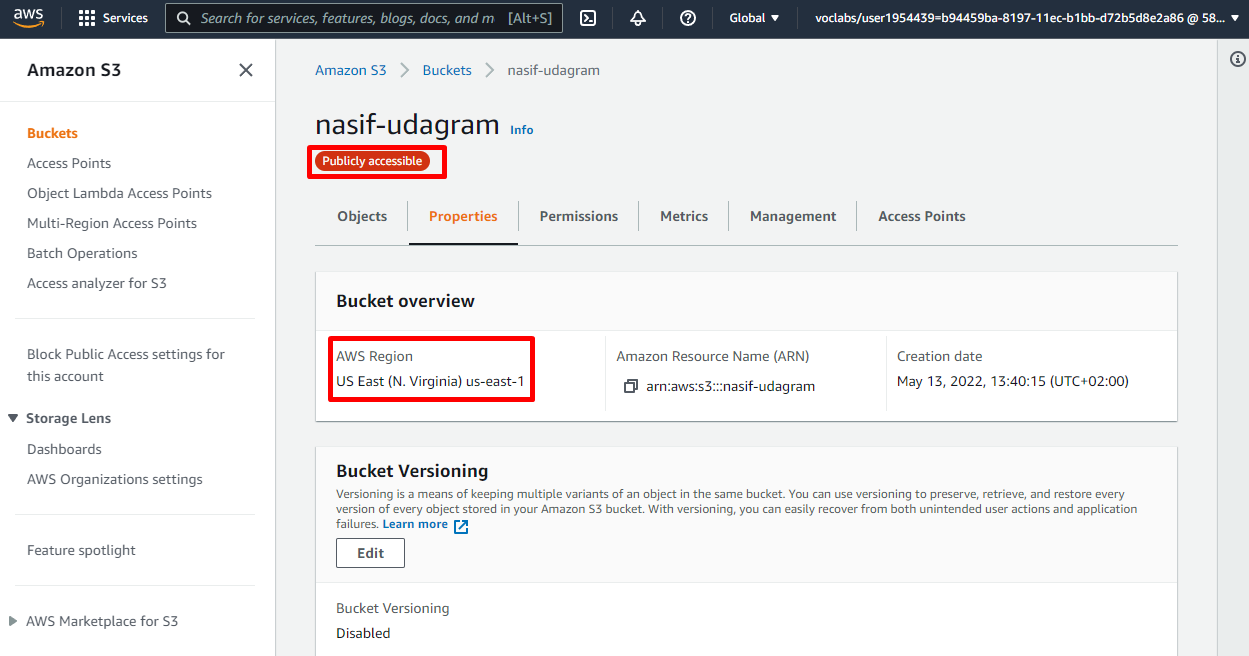 aws
Services
Search for services, features, blogs, docs, and m [Alt+S]
Global
voclabs/user1954439=b94459ba-8197-11ec-b1bb-d72b5d8e2a86 @ 58...
Amazon S3
Buckets
Access Points
Object Lambda Access Points
Multi-Region Access Points
Batch Operations
Access analyzer for S3
Block Public Access settings for
this account
Storage Lens
Dashboards
AWS Organizations settings
Feature spotlight
AWS Marketplace for S3
Amazon S3
Buckets
nasif-udagram
nasif-udagram Info
Publicly accessible
Objects
Properties
Permissions
Metrics
Management
Access Points
Bucket overview
AWS Region
US East (N. Virginia) us-east-1
Amazon Resource Name (ARN)
arn:aws:s3:::nasif-udagram
Creation date
May 13, 2022, 13:40:15 (UTC+02:00)
Bucket Versioning
Versioning is a means of keeping multiple variants of an object in the same bucket. You can use versioning to preserve, retrieve, and restore every
version of every object stored in your Amazon S3 bucket. With versioning, you can easily recover from both unintended user actions and application
failures. Learn more
Edit
Bucket Versioning
Disabled